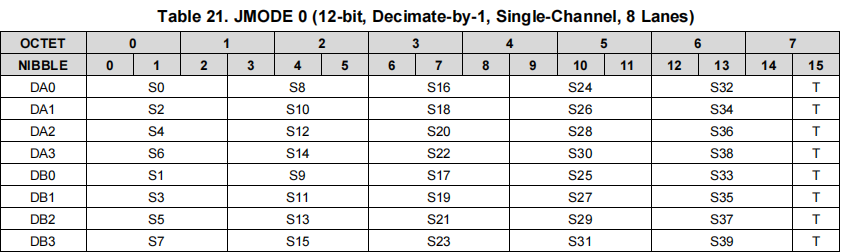 Table 21. JMODE 0 (12-bit, Decimate-by-1, Single-Channel, 8 Lanes)
OCTET 0 1 2 3 4 5 6 7
NIBBLE 0 1 2 3 4 5 6 7 8 9 10 11 12 13 14 15
DA0 S0 S8 S16 S24 S32 T
DA1 S2 S10 S18 S26 S34 T
DA2 S4 S12 S20 S28 S36 T
DA3 S6 S14 S22 S30 S38 T
DB0 S1 S9 S17 S25 S33 T
DB1 S3 S11 S19 S27 S35 T
DB2 S5 S13 S21 S29 S37 T
DB3 S7 S15 S23 S31 S39 T